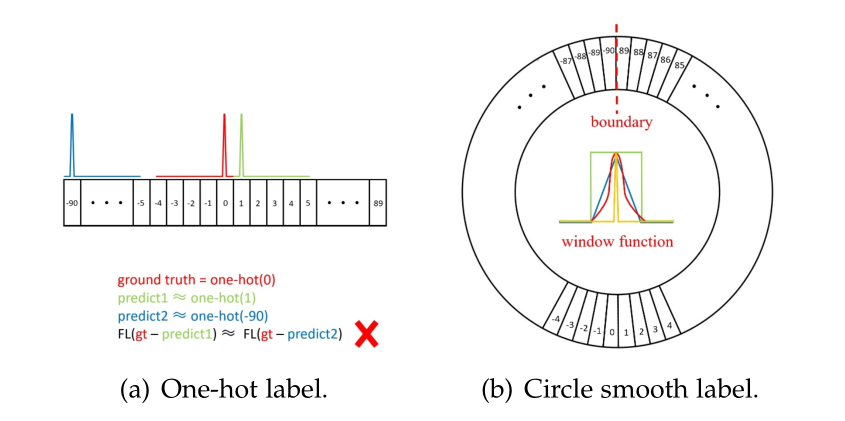 -90 • • • -5 -4 -3 -2 -1 0 1 2 3 4 5 • • • 89
ground truth = one-hot(0)
predict1 ≈ one-hot(1)
predict2 ≈ one-hot(-90)
FL(gt – predict1) ≈ FL(gt – predict2)
(a) One-hot label.
-87 -88 -89 -90 89 88 87 86 85
• • • • • •
boundary
window function
-4 -3 -2 -1 0 1 2 3 4
(b) Circle smooth label.